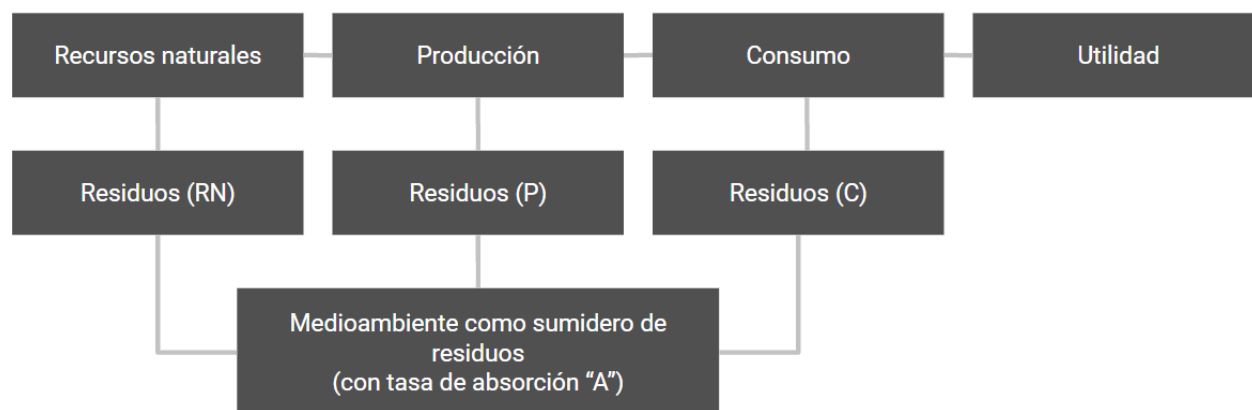 Recursos naturales
Producción
Consumo
Utilidad
Residuos (RN)
Residuos (P)
Residuos (C)
Medioambiente como sumidero de
residuos
(con tasa de absorción “A”)